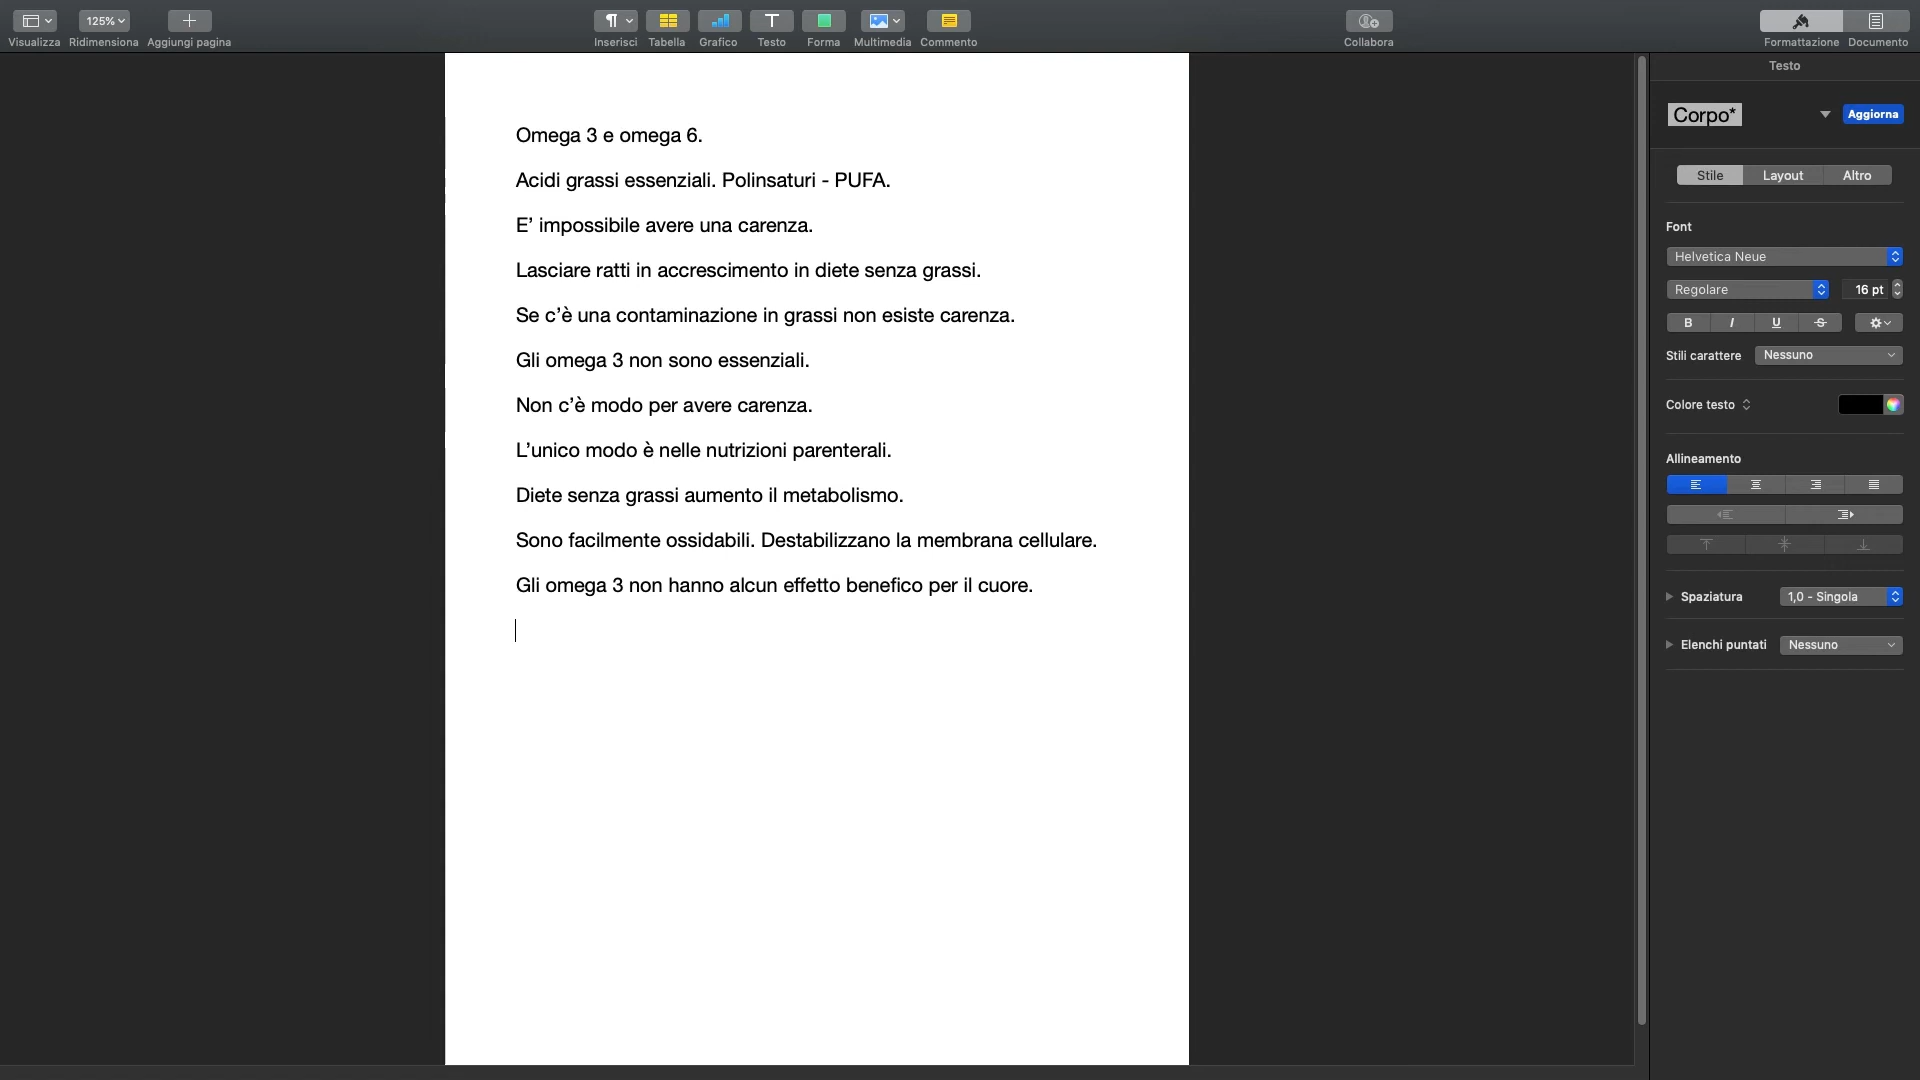 125%
Visualizza Ridimensiona Aggiungi pagina Inserisci Tabella Grafico Testo Forma Multimedia Commento Collabora Formattazione Documento
Testo
Corpo* Aggiorna
Stile Layout Altro
Font
Helvetica Neue
Regolare 16 pt
B I U S
Stili carattere Nessuno
Colore testo
Allineamento
Spaziatura 1,0 - Singola
Elenchi puntati Nessuno
Omega 3 e omega 6.
Acidi grassi essenziali. Polinsaturi - PUFA.
E’ impossibile avere una carenza.
Lasciare ratti in accrescimento in diete senza grassi.
Se c’è una contaminazione in grassi non esiste carenza.
Gli omega 3 non sono essenziali.
Non c’è modo per avere carenza.
L’unico modo è nelle nutrizioni parenterali.
Diete senza grassi aumento il metabolismo.
Sono facilmente ossidabili. Destabilizzano la membrana cellulare.
Gli omega 3 non hanno alcun effetto benefico per il cuore.